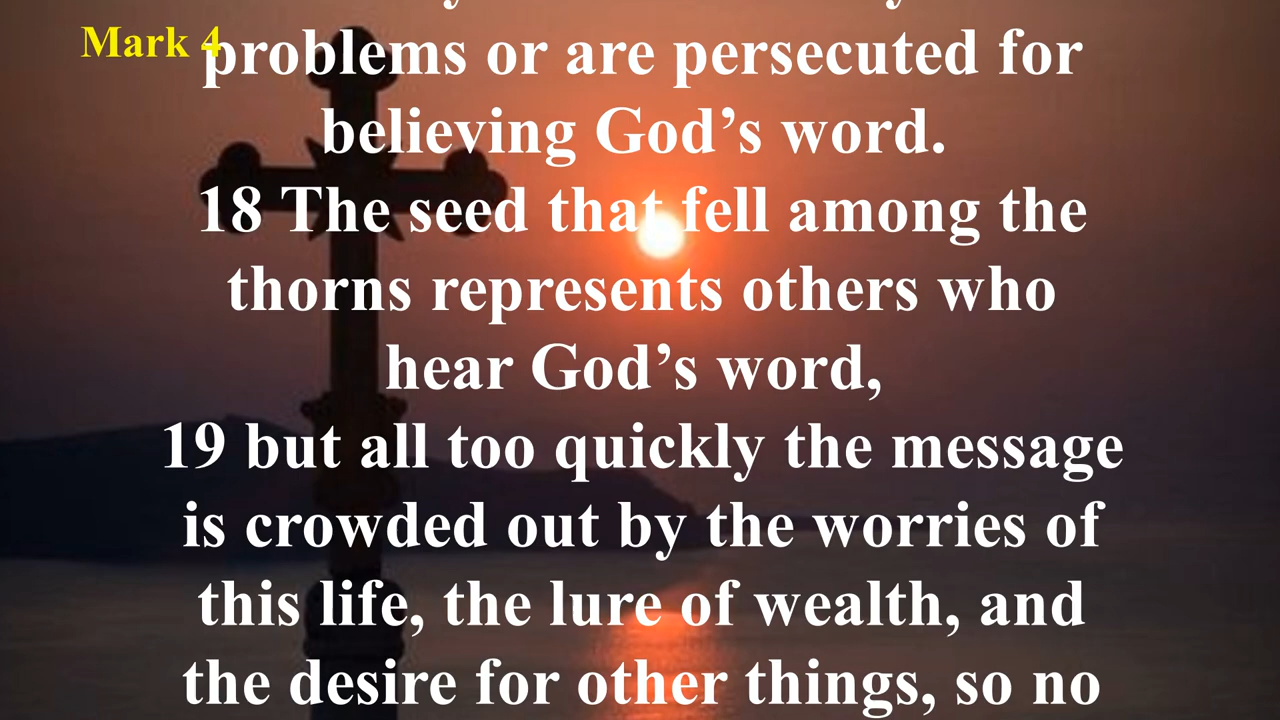 Mark 4
problems or are persecuted for
believing God’s word.
18 The seed that fell among the
thorns represents others who
hear God’s word,
19 but all too quickly the message
is crowded out by the worries of
this life, the lure of wealth, and
the desire for other things, so no